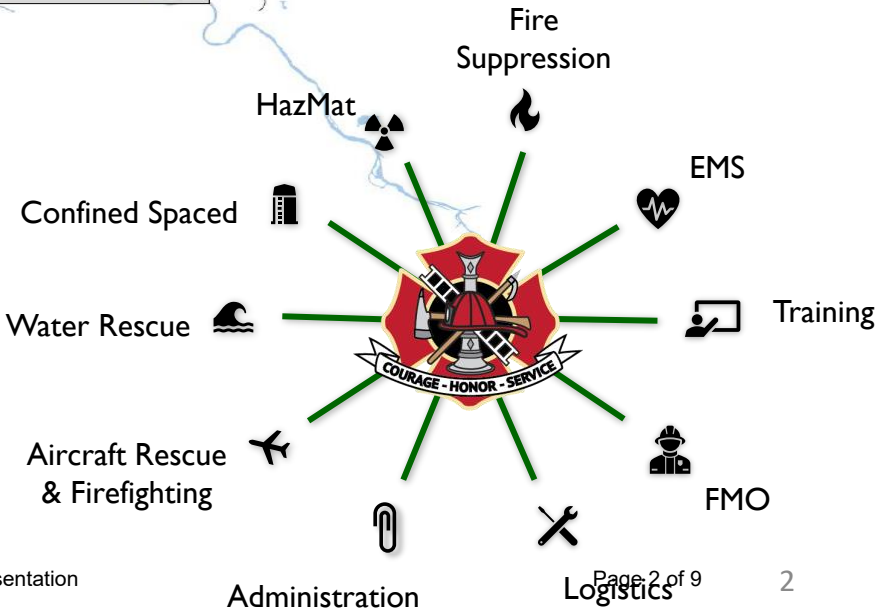 Fire
Suppression
HazMat
EMS
Confined Spaced
Training
Water Rescue
COURAGE - HONOR - SERVICE
Aircraft Rescue
& Firefighting
FMO
Logistics
Administration
sentation
Page 2 of 9
2